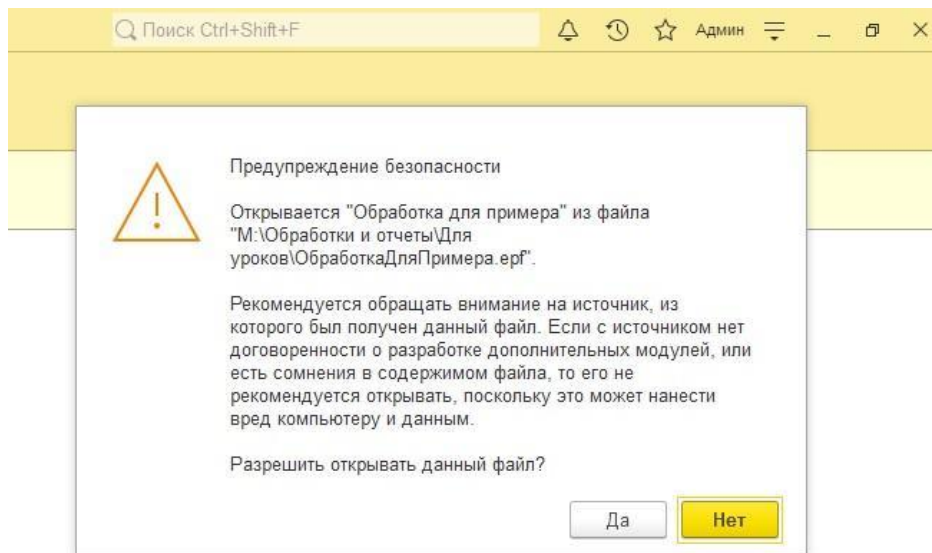 Поиск Ctrl+Shift+F
Админ
Предупреждение безопасности
Открывается "Обработка для примера" из файла
"M:\Обработки и отчеты\Для
уроков\ОбработкаДляПримера.epf".
Рекомендуется обращать внимание на источник, из
которого был получен данный файл. Если с источником нет
договоренности о разработке дополнительных модулей, или
есть сомнения в содержимом файла, то его не
рекомендуется открывать, поскольку это может нанести
вред компьютеру и данным.
Разрешить открывать данный файл?
Да
Нет